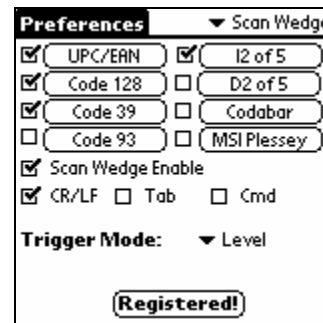 Preferences Scan Wedge
UPC/EAN I2 of 5
Code 128 D2 of 5
Code 39 Codabar
Code 93 MSI Plessey
Scan Wedge Enable
CR/LF Tab Cmd
Trigger Mode: Level
Registered!